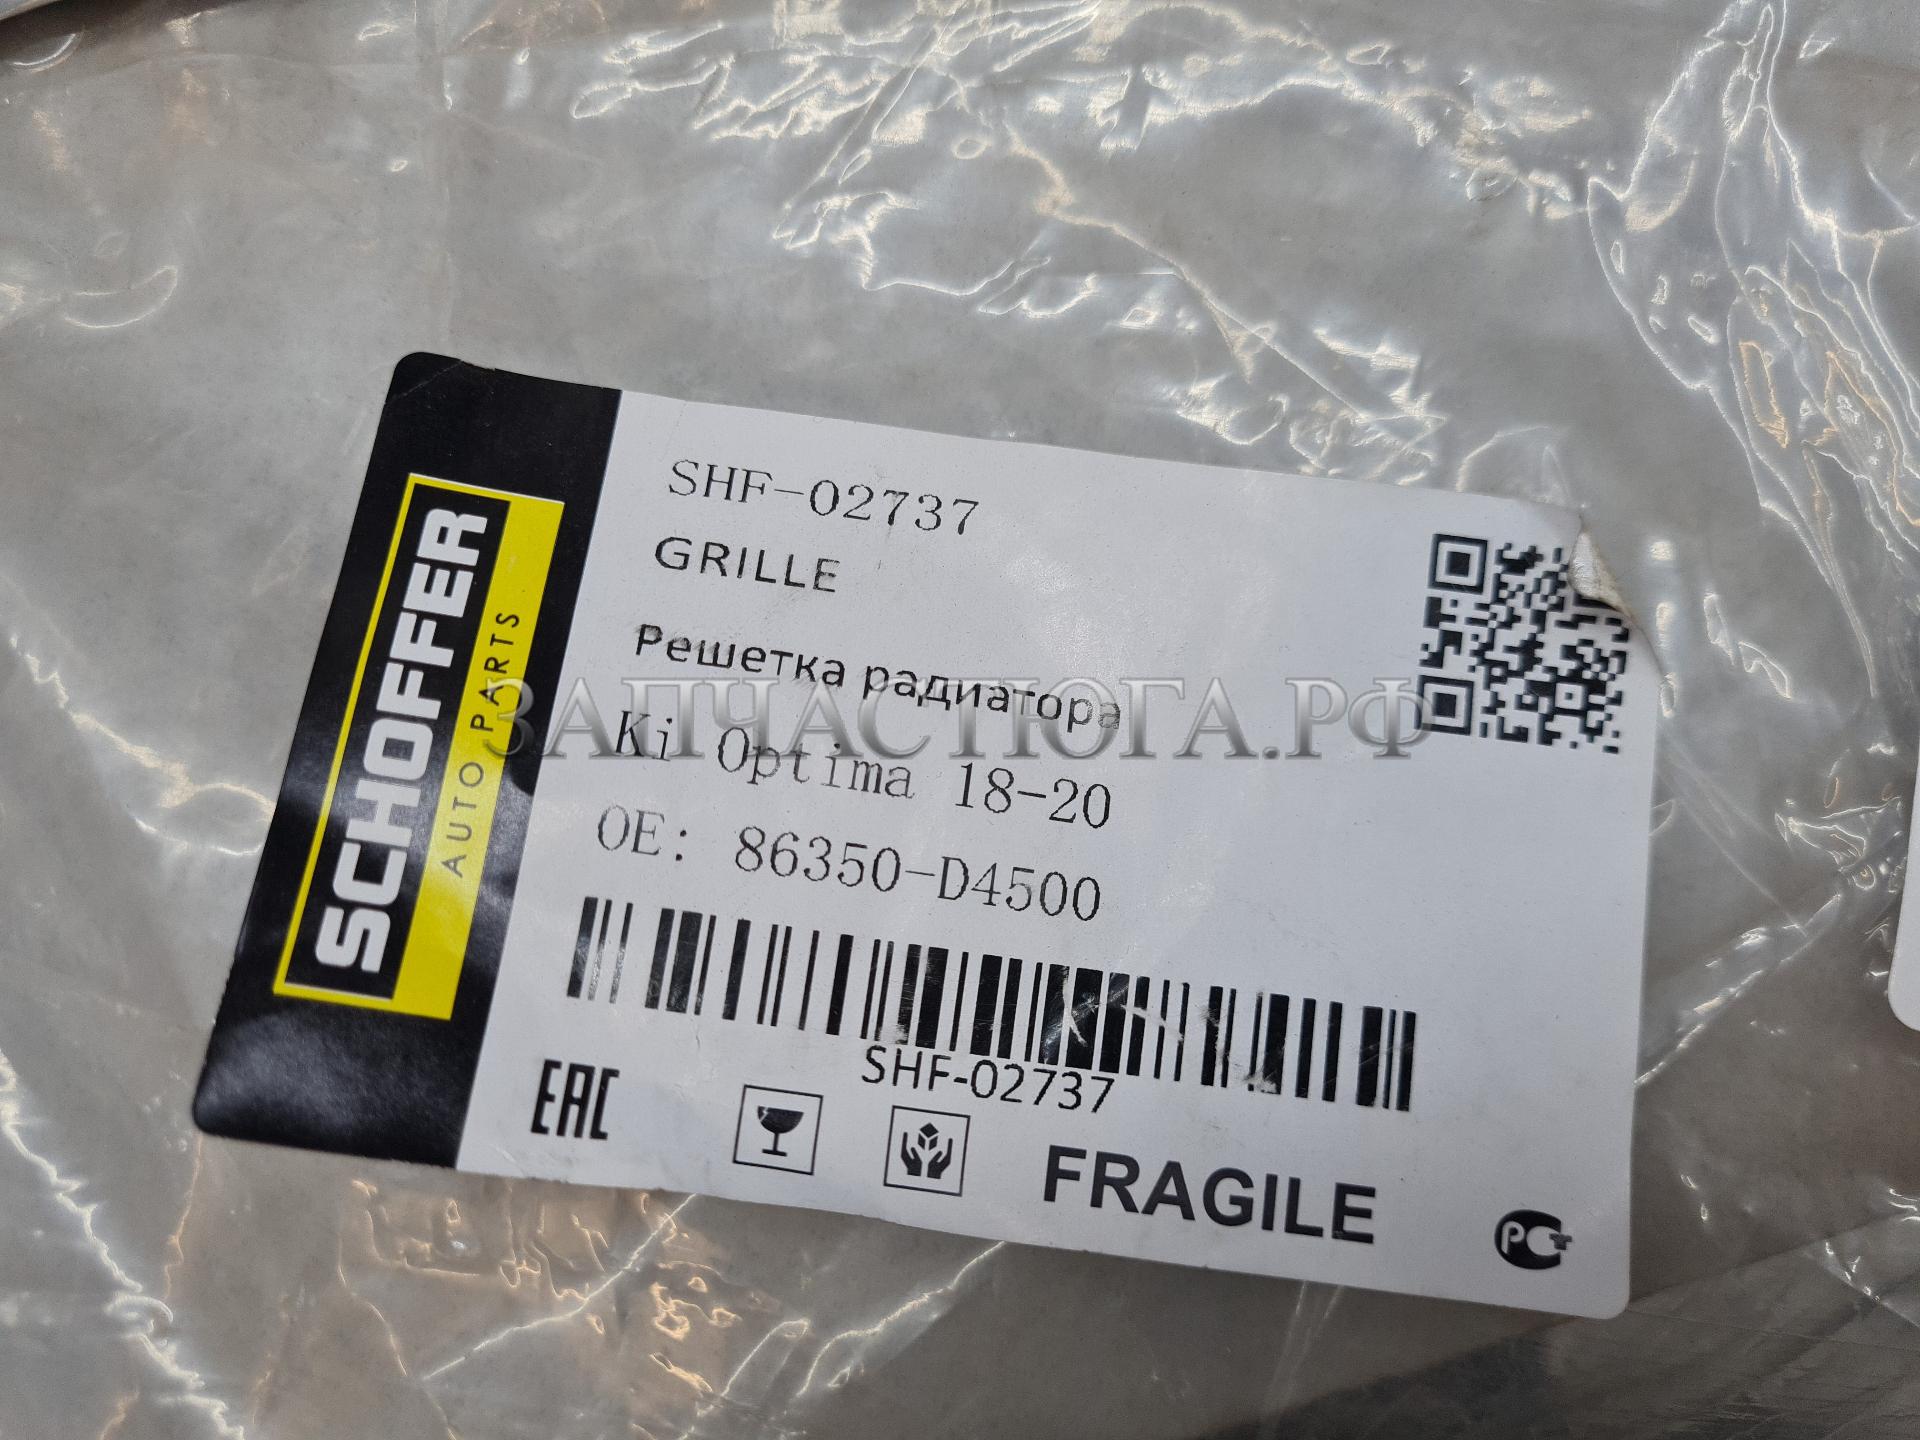 SCHOFFER
AUTO PARTS
SHF-02737
GRILLE
Решетка радиатора
Ki Optima 18-20
OE: 86350-D4500
SHF-02737
EAC
FRAGILE
РСТ
ЗАПЧАСТЮГА.РФ